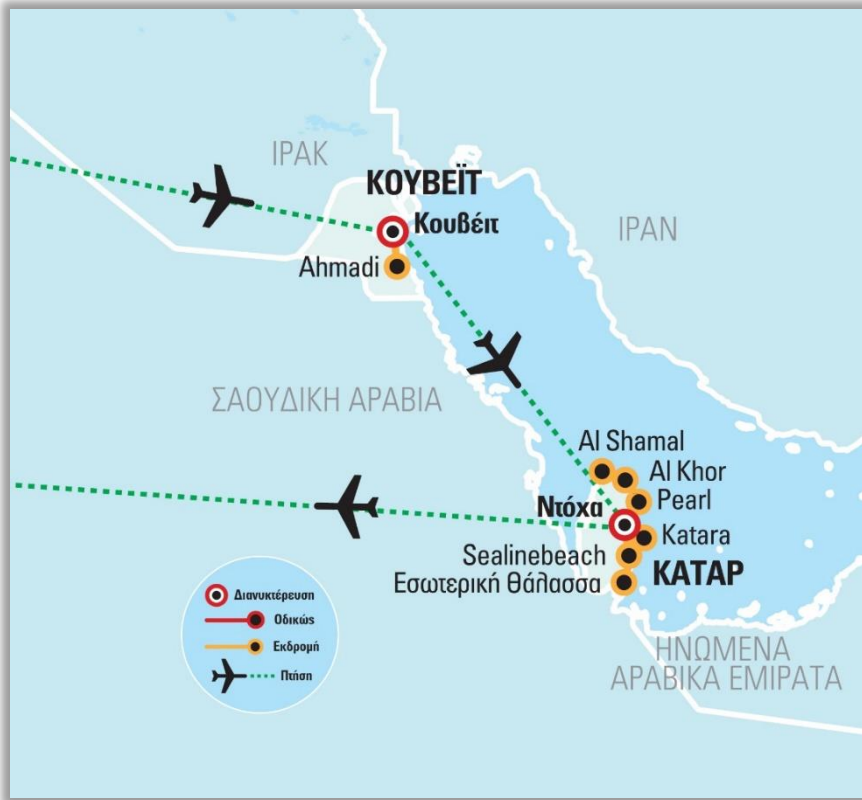 ΙΡΑΚ
ΚΟΥΒΕΪΤ
Κουβέιτ
ΙΡΑΝ
Ahmadi
ΣΑΟΥΔΙΚΗ ΑΡΑΒΙΑ
Al Shamal
Al Khor
Pearl
Ντόχα
Katara
Sealinebeach
ΚΑΤΑΡ
Εσωτερική Θάλασσα
ΗΝΩΜΕΝΑ
ΑΡΑΒΙΚΑ ΕΜΙΡΑΤΑ
Διανυκτέρευση
Οδικώς
Εκδρομή
Πτήση